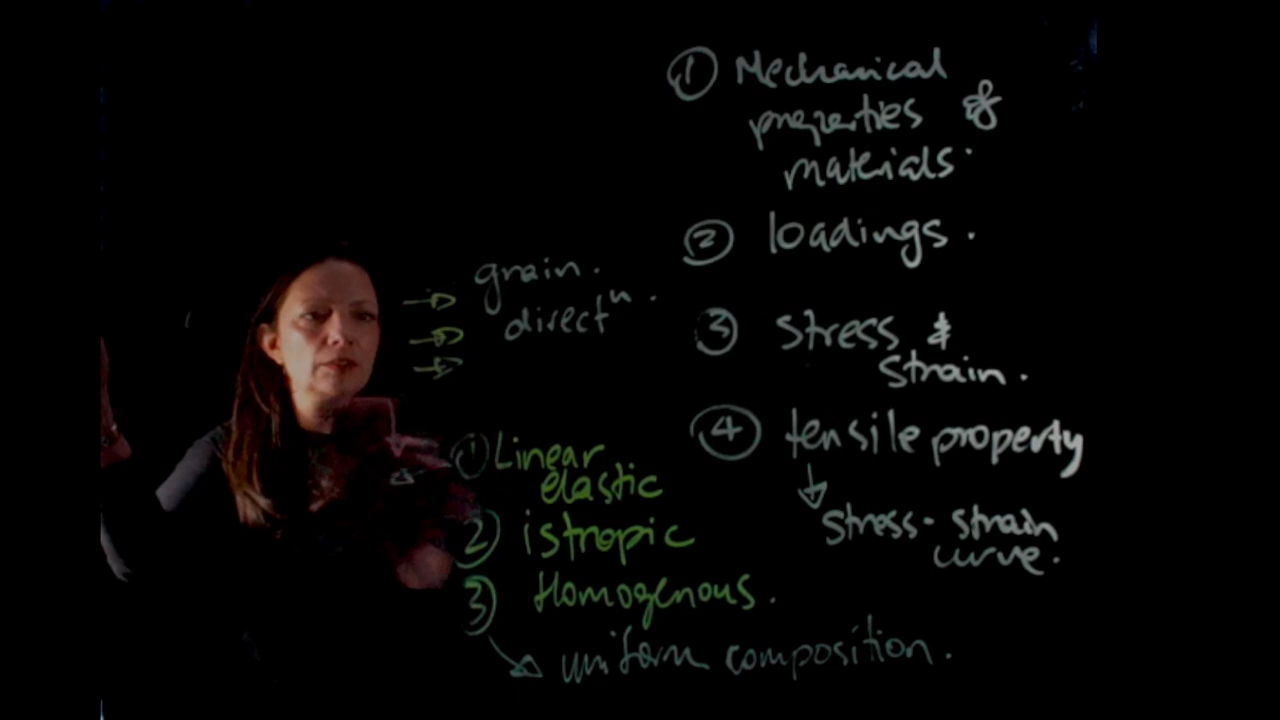 ① Mechanical
properties of
materials.
② loadings.
③ stress &
strain.
④ tensile property
↓
stress-strain
curve.
→ grain.
→ directⁿ.
→
① Linear
elastic
② istropic
③ Homogenous.
↘ uniform composition.